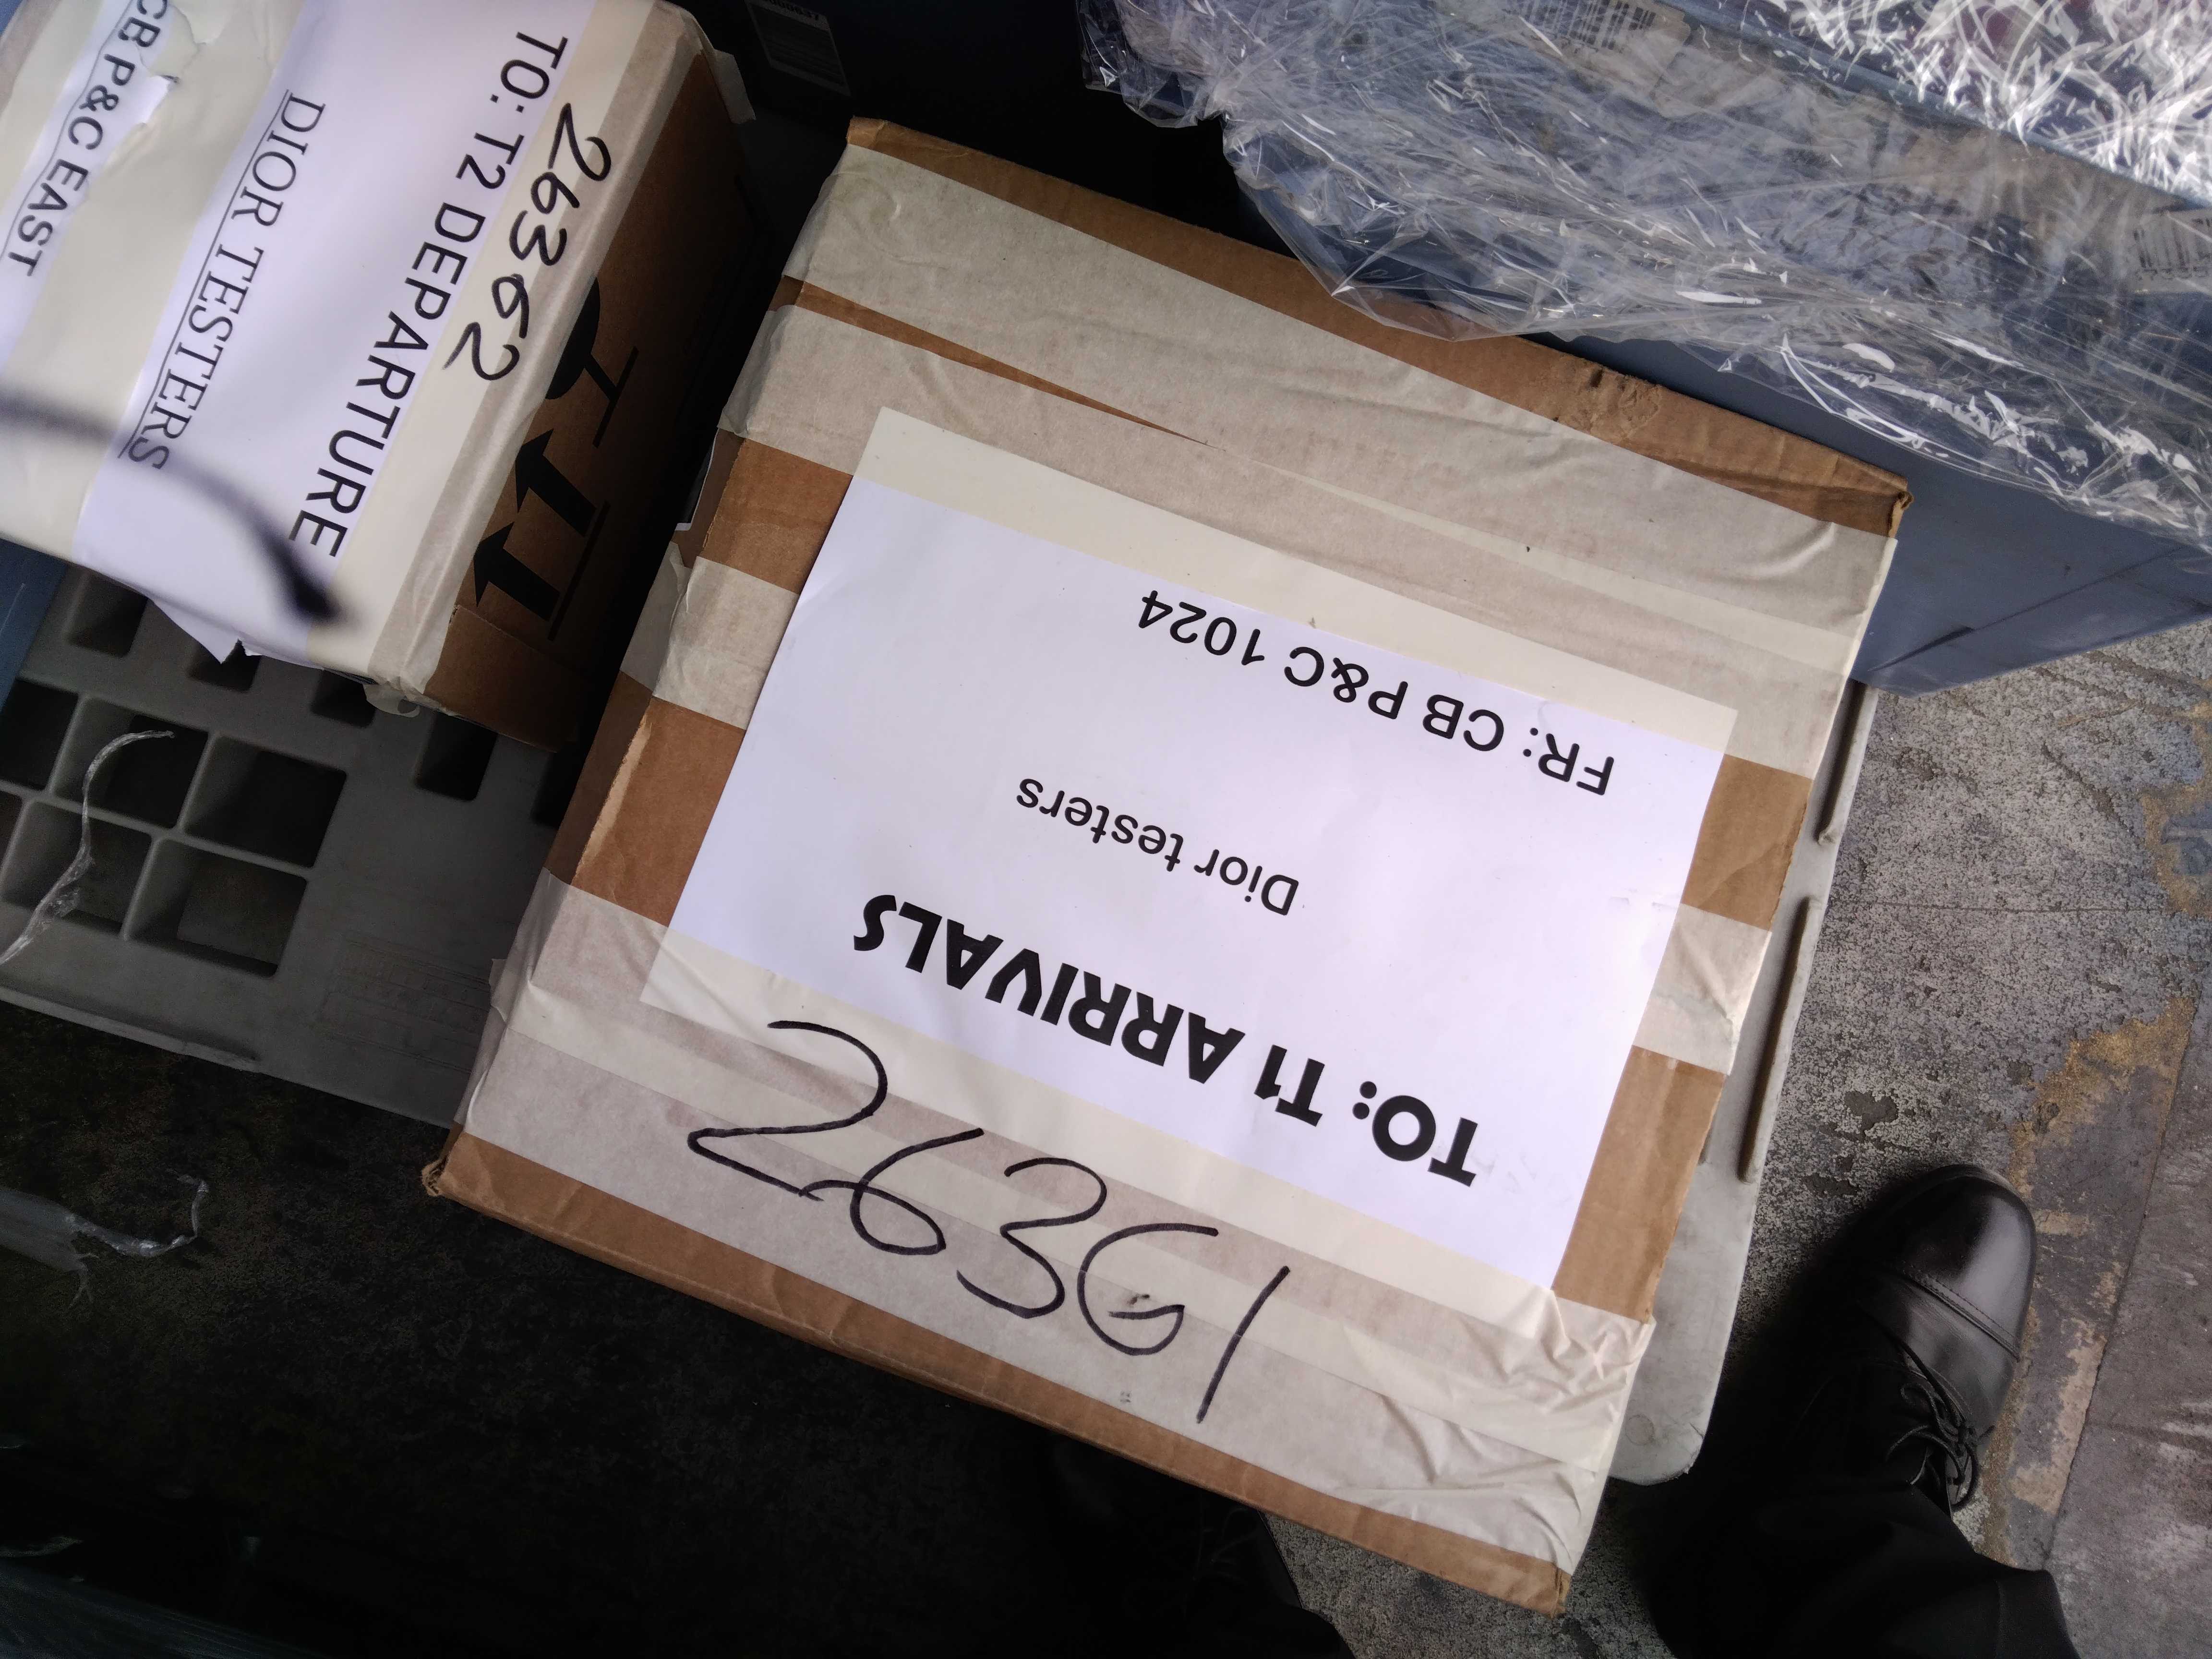 26362
TO: T2 DEPARTURE
DIOR TESTERS
CB P&C EAST
TO: T1 ARRIVALS
Dior testers
FR: CB P&C 1024
26361